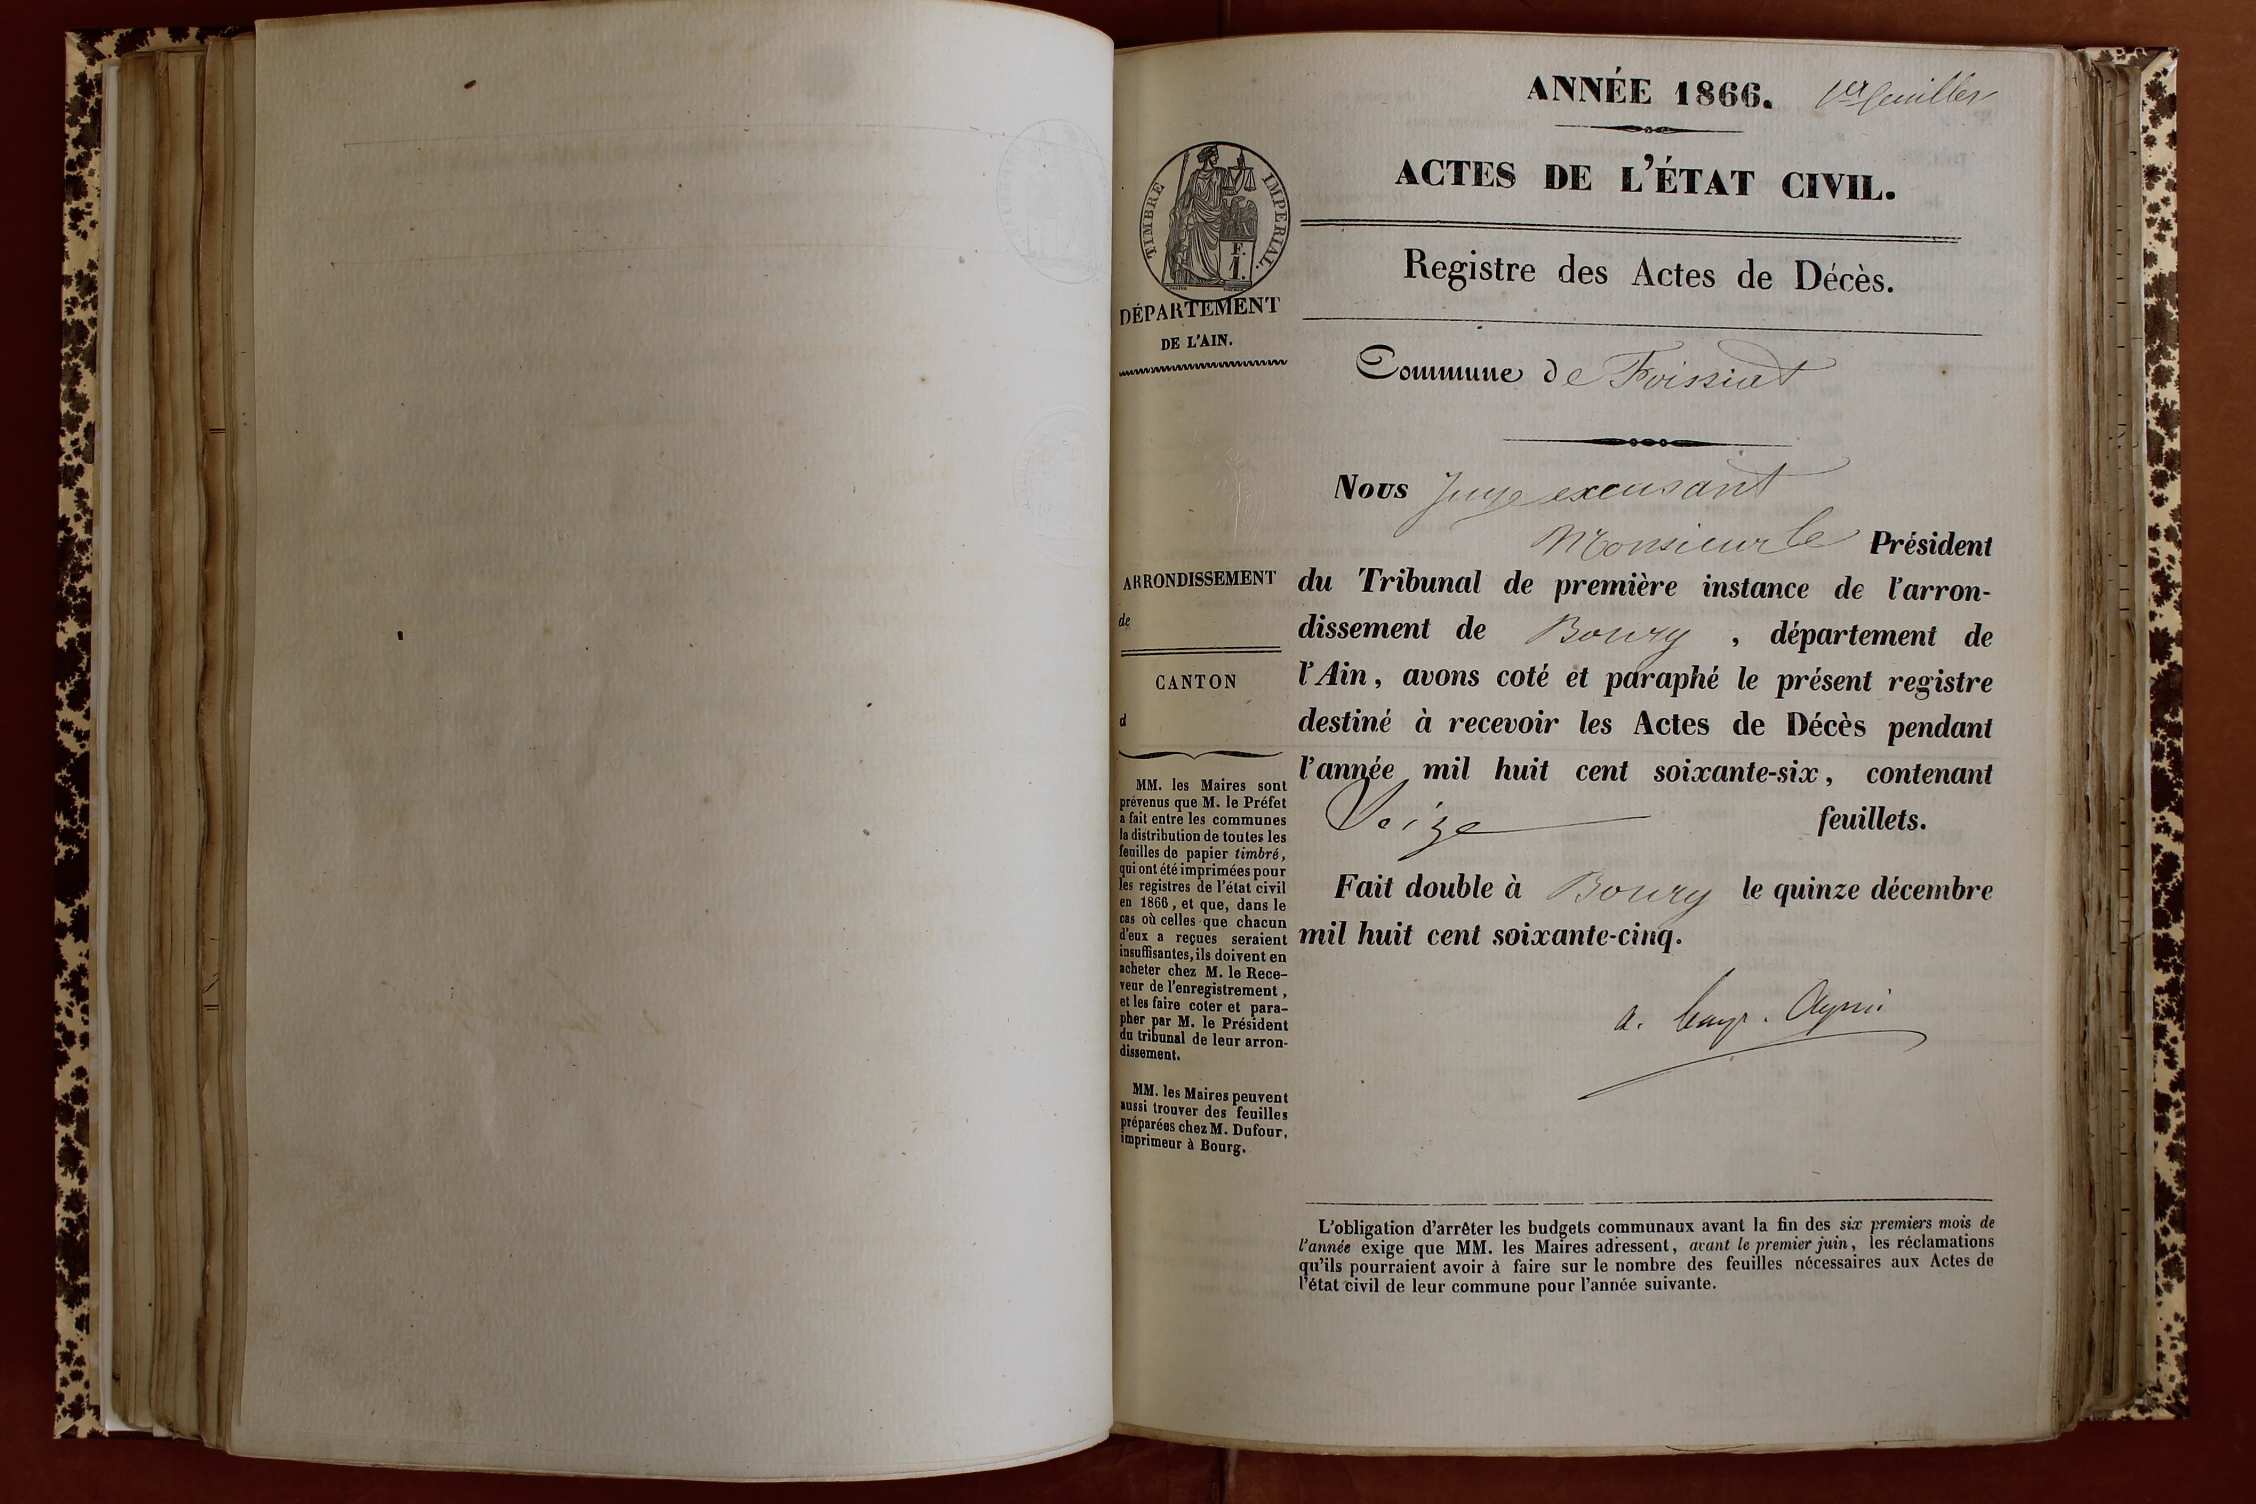 ANNÉE 1866. 1er feuillet
ACTES DE L'ÉTAT CIVIL.
TIMBRE IMPERIAL.
F.
1.
Registre des Actes de Décès.
DÉPARTEMENT
DE L'AIN.
Commune de Foissiat
Nous Juge excusant
Monsieur le Président
du Tribunal de première instance de l'arron-
dissement de Bourg, département de
l'Ain, avons coté et paraphé le présent registre
destiné à recevoir les Actes de Décès pendant
l'année mil huit cent soixante-six, contenant
Seize feuillets.
Fait double à Bourg le quinze décembre
mil huit cent soixante-cinq.
ARRONDISSEMENT
de
CANTON
d
MM. les Maires sont
prévenus que M. le Préfet
a fait entre les communes
la distribution de toutes les
feuilles de papier timbré,
qui ont été imprimées pour
les registres de l'état civil
en 1866, et que, dans le
cas où celles que chacun
d'eux a reçues seraient
insuffisantes, ils doivent en
acheter chez M. le Rece-
veur de l'enregistrement,
et les faire coter et para-
pher par M. le Président
du tribunal de leur arron-
dissement.
MM. les Maires peuvent
aussi trouver des feuilles
préparées chez M. Dufour,
imprimeur à Bourg.
L'obligation d'arrêter les budgets communaux avant la fin des six premiers mois de
l'année exige que MM. les Maires adressent, avant le premier juin, les réclamations
qu'ils pourraient avoir à faire sur le nombre des feuilles nécessaires aux Actes de
l'état civil de leur commune pour l'année suivante.